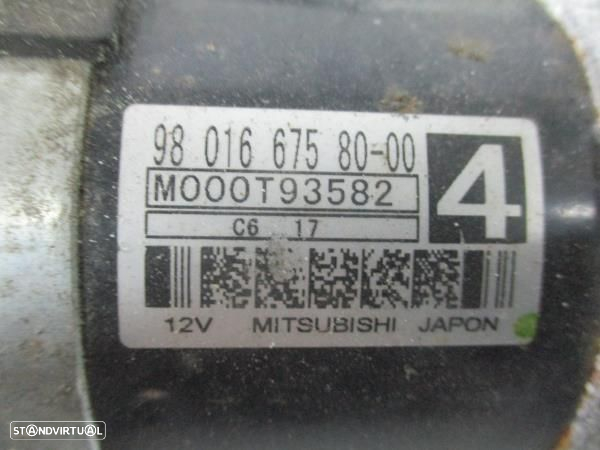 98 016 675 80-00
M000T93582
4
C6 17
12V MITSUBISHI JAPON
STANDVIRTUAL